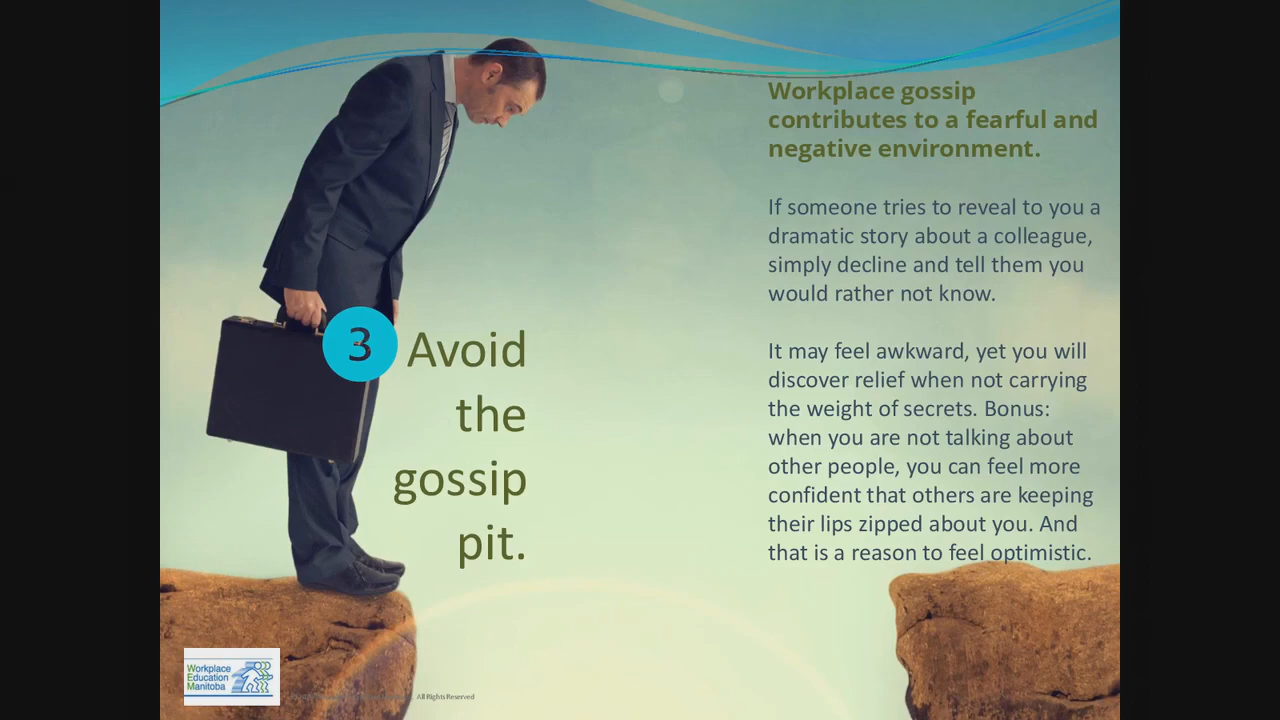 3
Avoid
the
gossip
pit.
Workplace gossip
contributes to a fearful and
negative environment.
If someone tries to reveal to you a
dramatic story about a colleague,
simply decline and tell them you
would rather not know.
It may feel awkward, yet you will
discover relief when not carrying
the weight of secrets. Bonus:
when you are not talking about
other people, you can feel more
confident that others are keeping
their lips zipped about you. And
that is a reason to feel optimistic.
Workplace
Education
Manitoba
All Rights Reserved